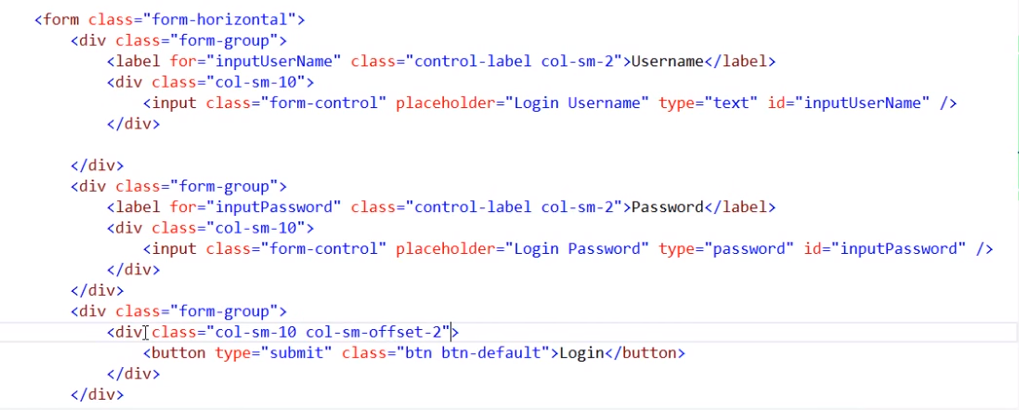 <form class="form-horizontal">
<div class="form-group">
<label for="inputUserName" class="control-label col-sm-2">Username</label>
<div class="col-sm-10">
<input class="form-control" placeholder="Login Username" type="text" id="inputUserName" />
</div>
</div>
<div class="form-group">
<label for="inputPassword" class="control-label col-sm-2">Password</label>
<div class="col-sm-10">
<input class="form-control" placeholder="Login Password" type="password" id="inputPassword" />
</div>
</div>
<div class="form-group">
<div class="col-sm-10 col-sm-offset-2">
<button type="submit" class="btn btn-default">Login</button>
</div>
</div>